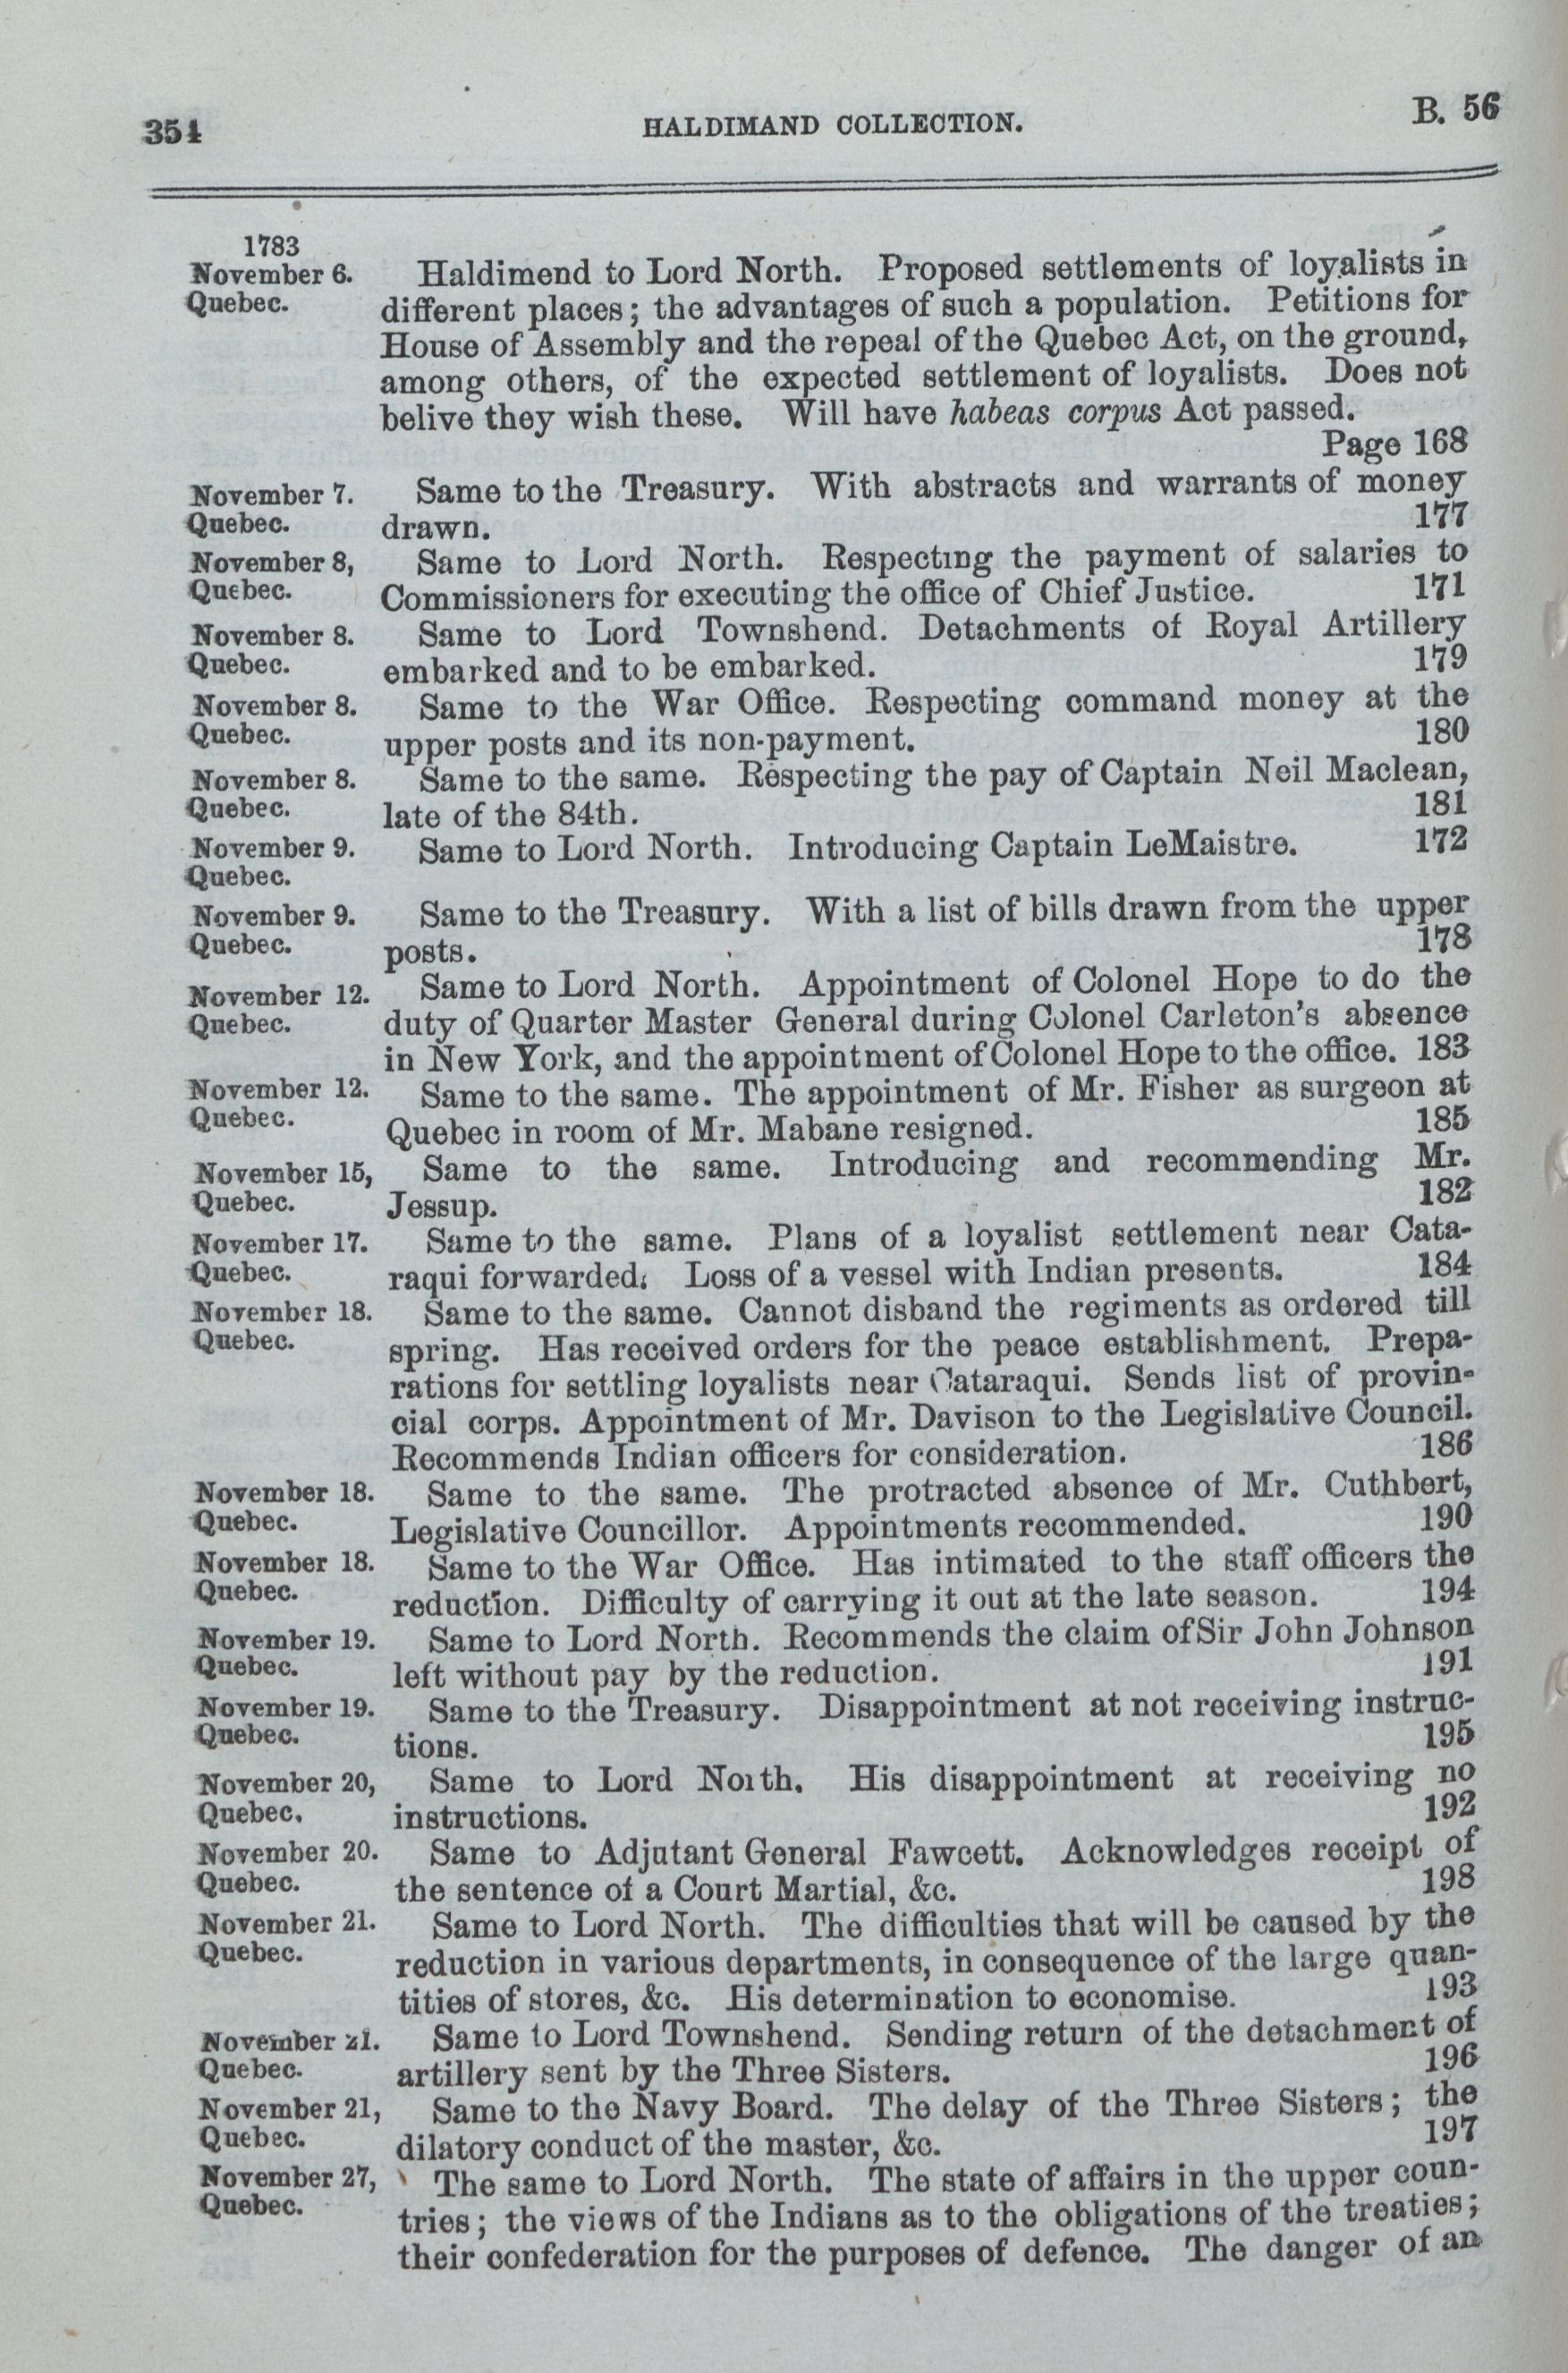 354 HALDIMAND COLLECTION. B. 56
1783
November 6. Haldimend to Lord North. Proposed settlements of loyalists in
Quebec. different places; the advantages of such a population. Petitions for
House of Assembly and the repeal of the Quebec Act, on the ground,
among others, of the expected settlement of loyalists. Does not
belive they wish these. Will have habeas corpus Act passed.
Page 168
November 7. Same to the Treasury. With abstracts and warrants of money
Quebec. drawn. 177
November 8, Same to Lord North. Respecting the payment of salaries to
Quebec. Commissioners for executing the office of Chief Justice. 171
November 8. Same to Lord Townshend. Detachments of Royal Artillery
Quebec. embarked and to be embarked. 179
November 8. Same to the War Office. Respecting command money at the
Quebec. upper posts and its non-payment. 180
November 8. Same to the same. Respecting the pay of Captain Neil Maclean,
Quebec. late of the 84th. 181
November 9. Same to Lord North. Introducing Captain LeMaistre. 172
Quebec.
November 9. Same to the Treasury. With a list of bills drawn from the upper
Quebec. posts. 178
November 12. Same to Lord North. Appointment of Colonel Hope to do the
Quebec. duty of Quarter Master General during Colonel Carleton's absence
in New York, and the appointment of Colonel Hope to the office. 183
November 12. Same to the same. The appointment of Mr. Fisher as surgeon at
Quebec. Quebec in room of Mr. Mabane resigned. 185
November 15, Same to the same. Introducing and recommending Mr.
Quebec. Jessup. 182
November 17. Same to the same. Plans of a loyalist settlement near Cata-
Quebec. raqui forwarded. Loss of a vessel with Indian presents. 184
November 18. Same to the same. Cannot disband the regiments as ordered till
Quebec. spring. Has received orders for the peace establishment. Prepa-
rations for settling loyalists near Cataraqui. Sends list of provin-
cial corps. Appointment of Mr. Davison to the Legislative Council.
Recommends Indian officers for consideration. 186
November 18. Same to the same. The protracted absence of Mr. Cuthbert,
Quebec. Legislative Councillor. Appointments recommended. 190
November 18. Same to the War Office. Has intimated to the staff officers the
Quebec. reduction. Difficulty of carrying it out at the late season. 194
November 19. Same to Lord North. Recommends the claim of Sir John Johnson
Quebec. left without pay by the reduction. 191
November 19. Same to the Treasury. Disappointment at not receiving instruc-
Quebec. tions. 195
November 20, Same to Lord North. His disappointment at receiving no
Quebec. instructions. 192
November 20. Same to Adjutant General Fawcett. Acknowledges receipt of
Quebec. the sentence of a Court Martial, &c. 198
November 21. Same to Lord North. The difficulties that will be caused by the
Quebec. reduction in various departments, in consequence of the large quan-
tities of stores, &c. His determination to economise. 193
November 21. Same to Lord Townshend. Sending return of the detachment of
Quebec. artillery sent by the Three Sisters. 196
November 21, Same to the Navy Board. The delay of the Three Sisters; the
Quebec. dilatory conduct of the master, &c. 197
November 27, The same to Lord North. The state of affairs in the upper coun-
Quebec. tries; the views of the Indians as to the obligations of the treaties;
their confederation for the purposes of defence. The danger of an